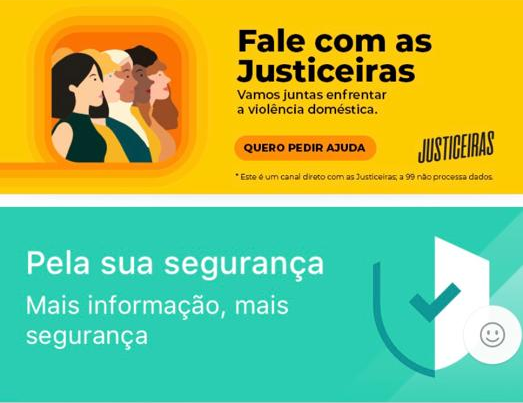 Fale com as
Justiceiras
Vamos juntas enfrentar
a violência doméstica.
QUERO PEDIR AJUDA
JUSTICEIRAS
* Este é um canal direto com as Justiceiras; a 99 não processa dados.
Pela sua segurança
Mais informação, mais
segurança